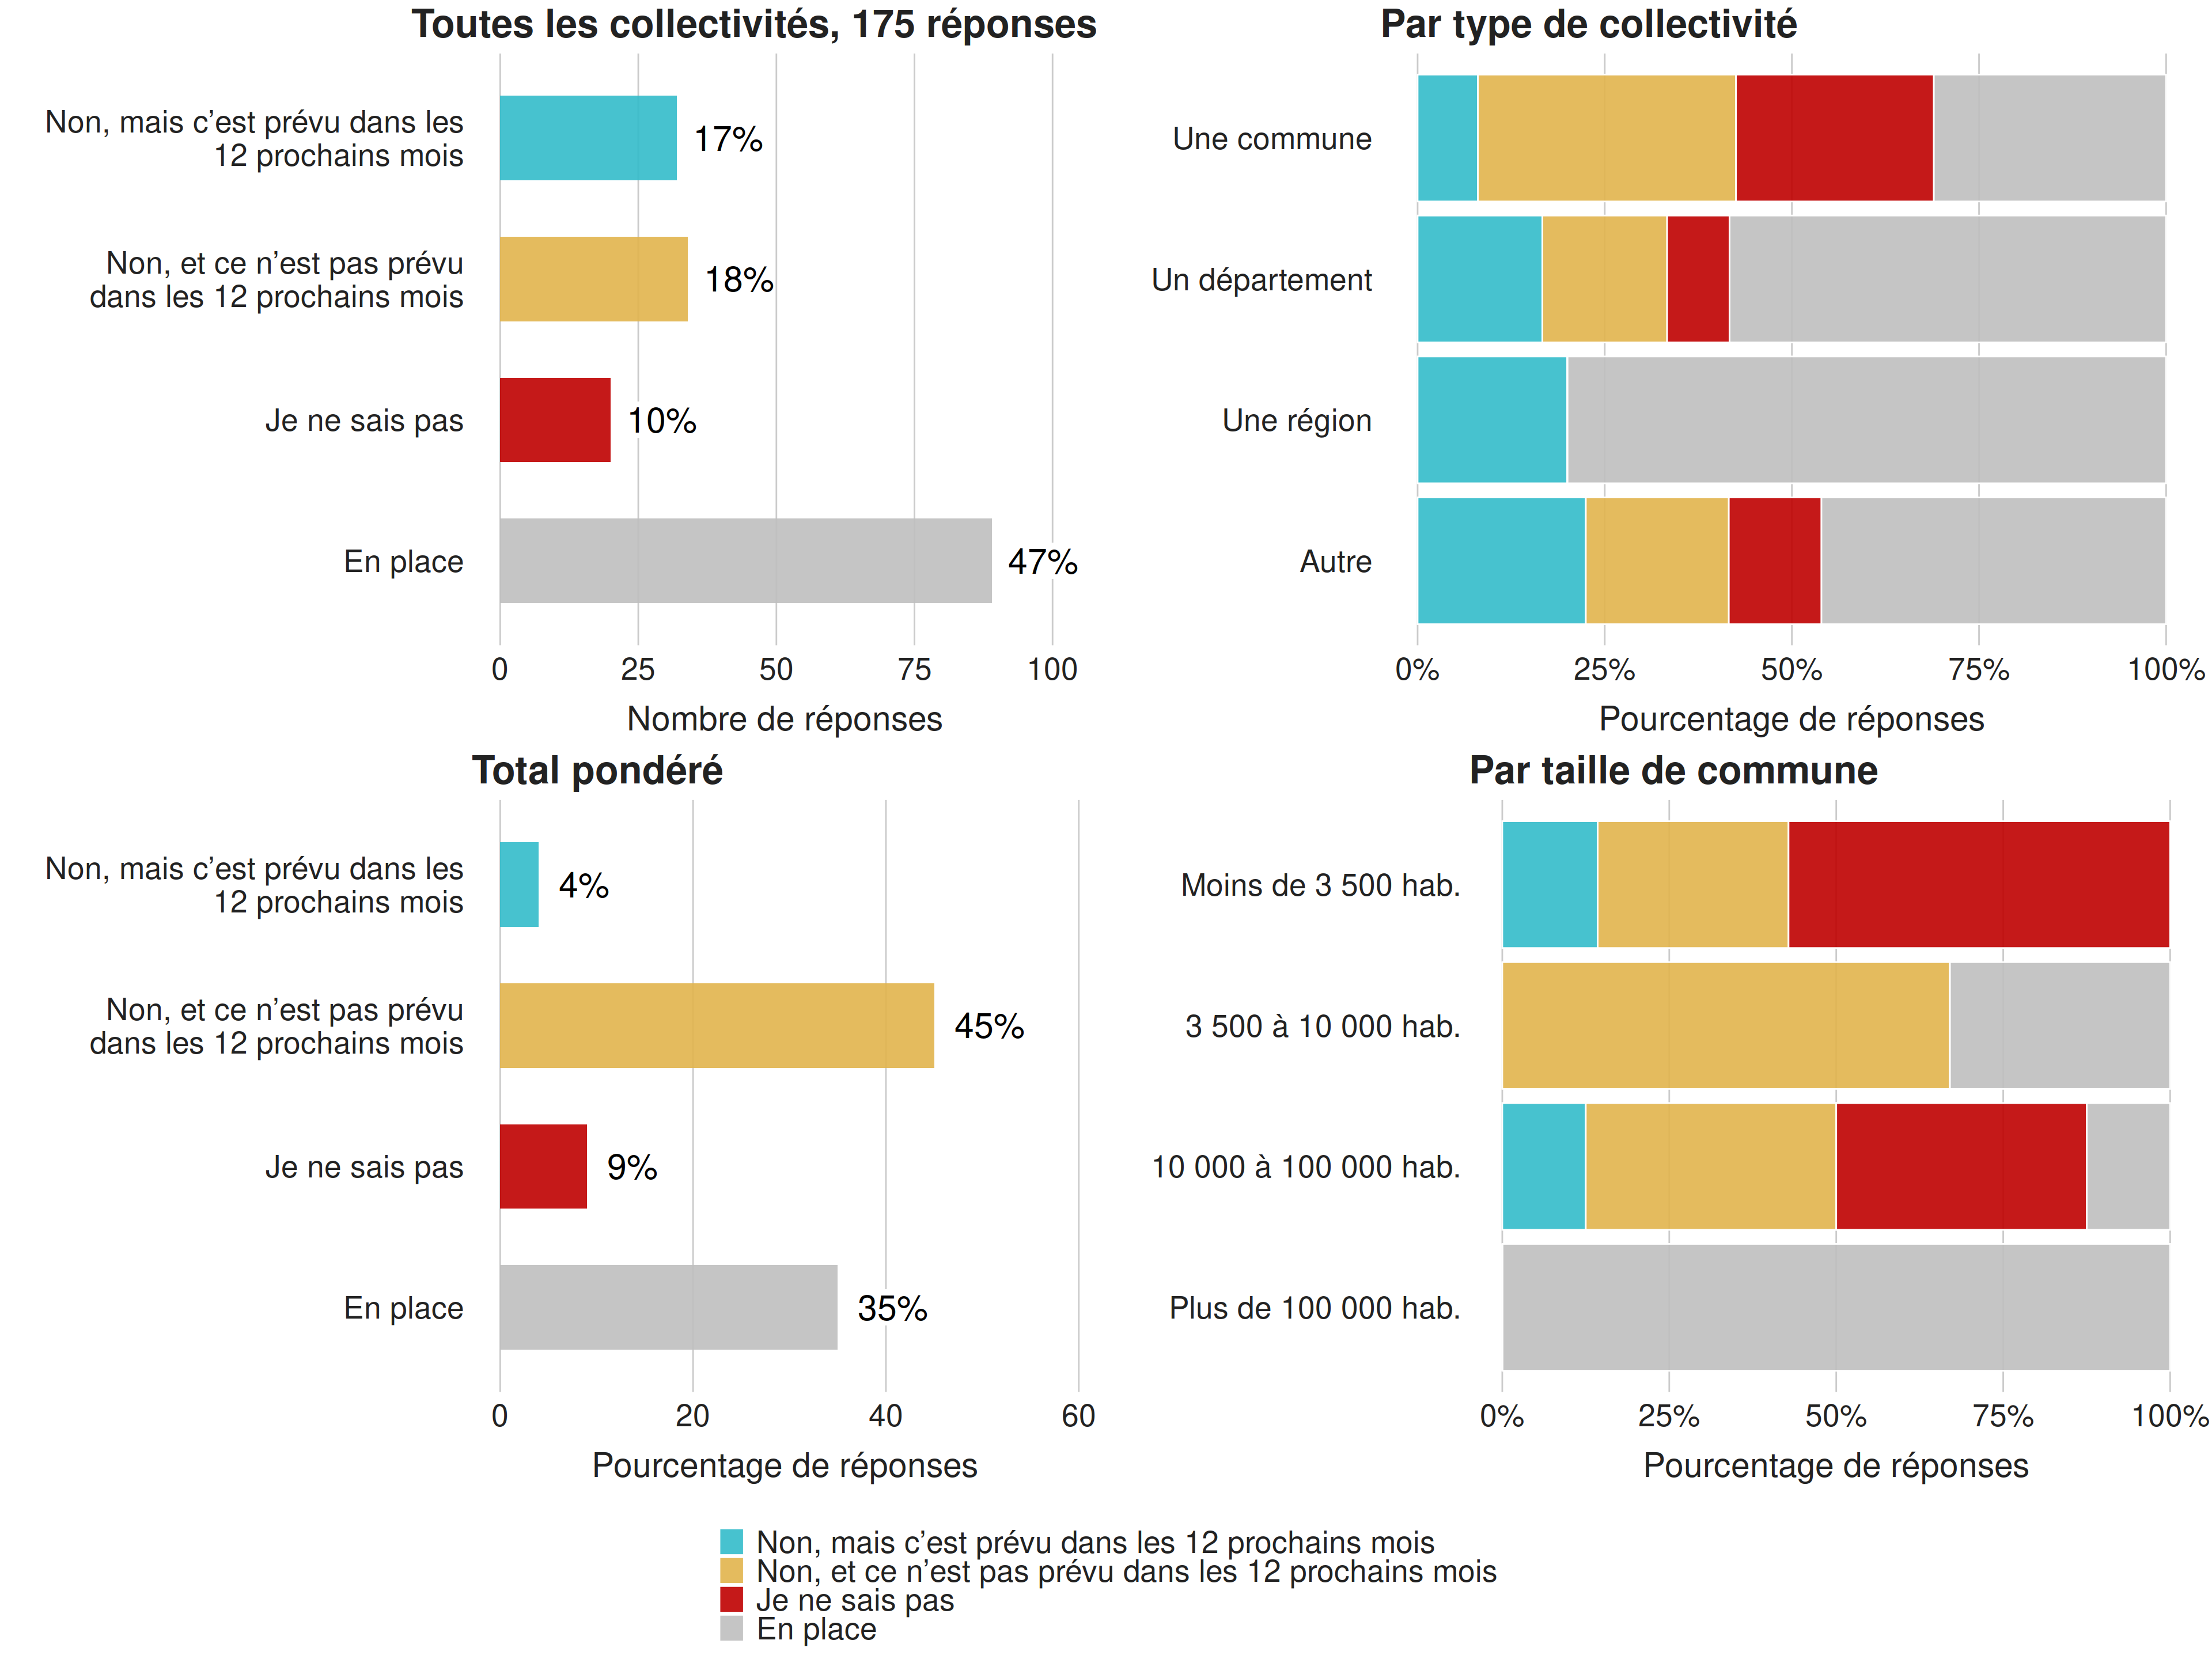 Toutes les collectivités, 175 réponses
Non, mais c’est prévu dans les
12 prochains mois
17%
Non, et ce n’est pas prévu
dans les 12 prochains mois
18%
Je ne sais pas
10%
En place
47%
0 25 50 75 100
Nombre de réponses
Par type de collectivité
Une commune
Un département
Une région
Autre
0% 25% 50% 75% 100%
Pourcentage de réponses
Total pondéré
Non, mais c’est prévu dans les
12 prochains mois
4%
Non, et ce n’est pas prévu
dans les 12 prochains mois
45%
Je ne sais pas
9%
En place
35%
0 20 40 60
Pourcentage de réponses
Par taille de commune
Moins de 3 500 hab.
3 500 à 10 000 hab.
10 000 à 100 000 hab.
Plus de 100 000 hab.
0% 25% 50% 75% 100%
Pourcentage de réponses
Non, mais c’est prévu dans les 12 prochains mois
Non, et ce n’est pas prévu dans les 12 prochains mois
Je ne sais pas
En place